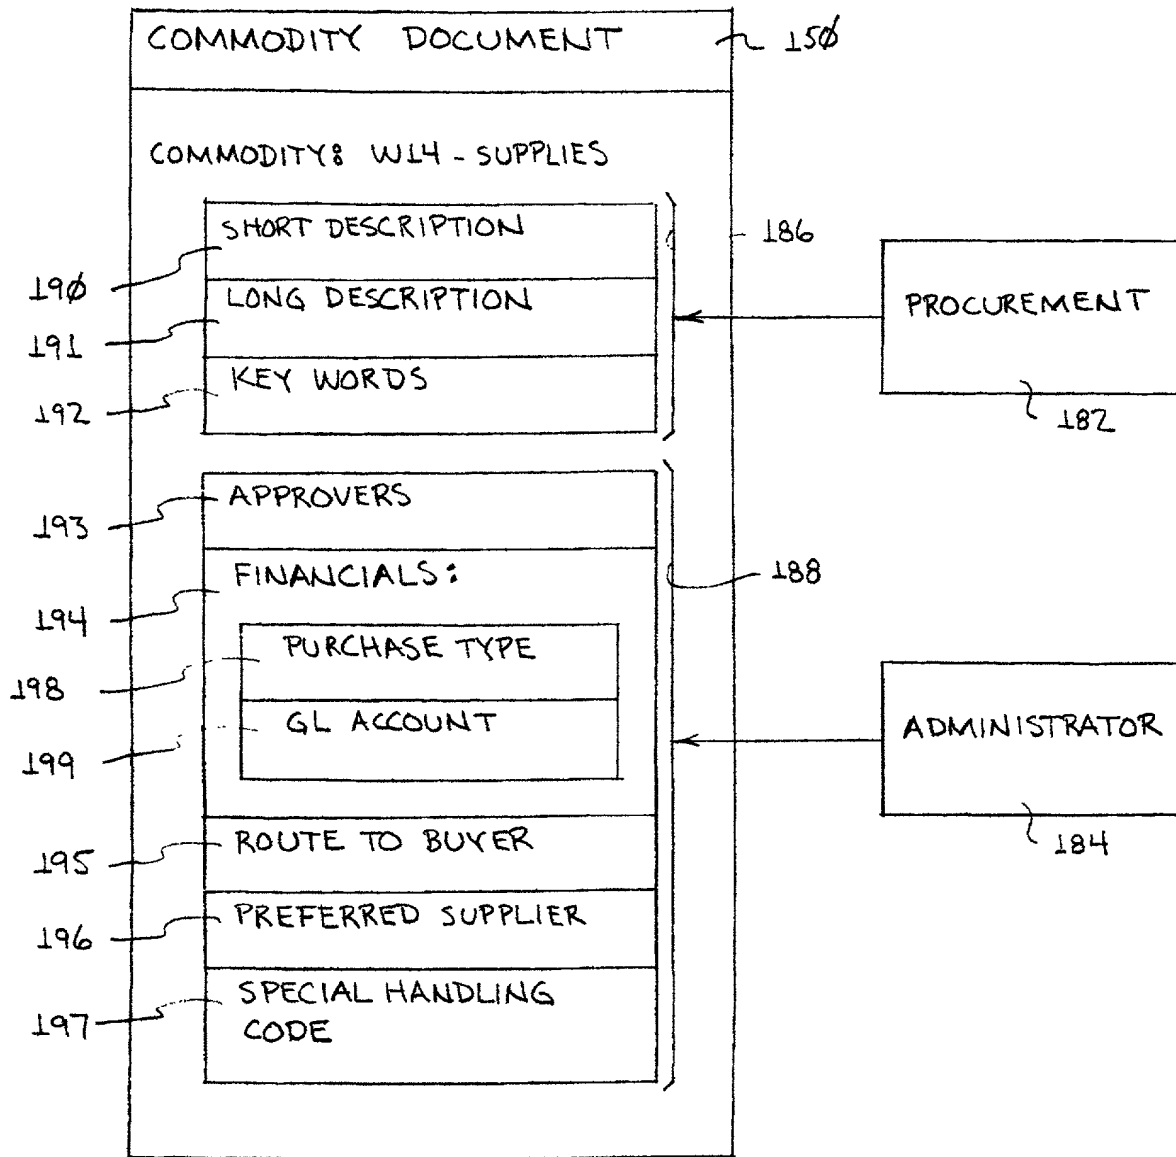 COMMODITY DOCUMENT
150
COMMODITY: W14 - SUPPLIES
SHORT DESCRIPTION
186
190
LONG DESCRIPTION
PROCUREMENT
191
KEY WORDS
192
182
APPROVERS
193
FINANCIALS:
188
194
PURCHASE TYPE
198
GL ACCOUNT
ADMINISTRATOR
199
ROUTE TO BUYER
195
184
PREFERRED SUPPLIER
196
SPECIAL HANDLING
CODE
197